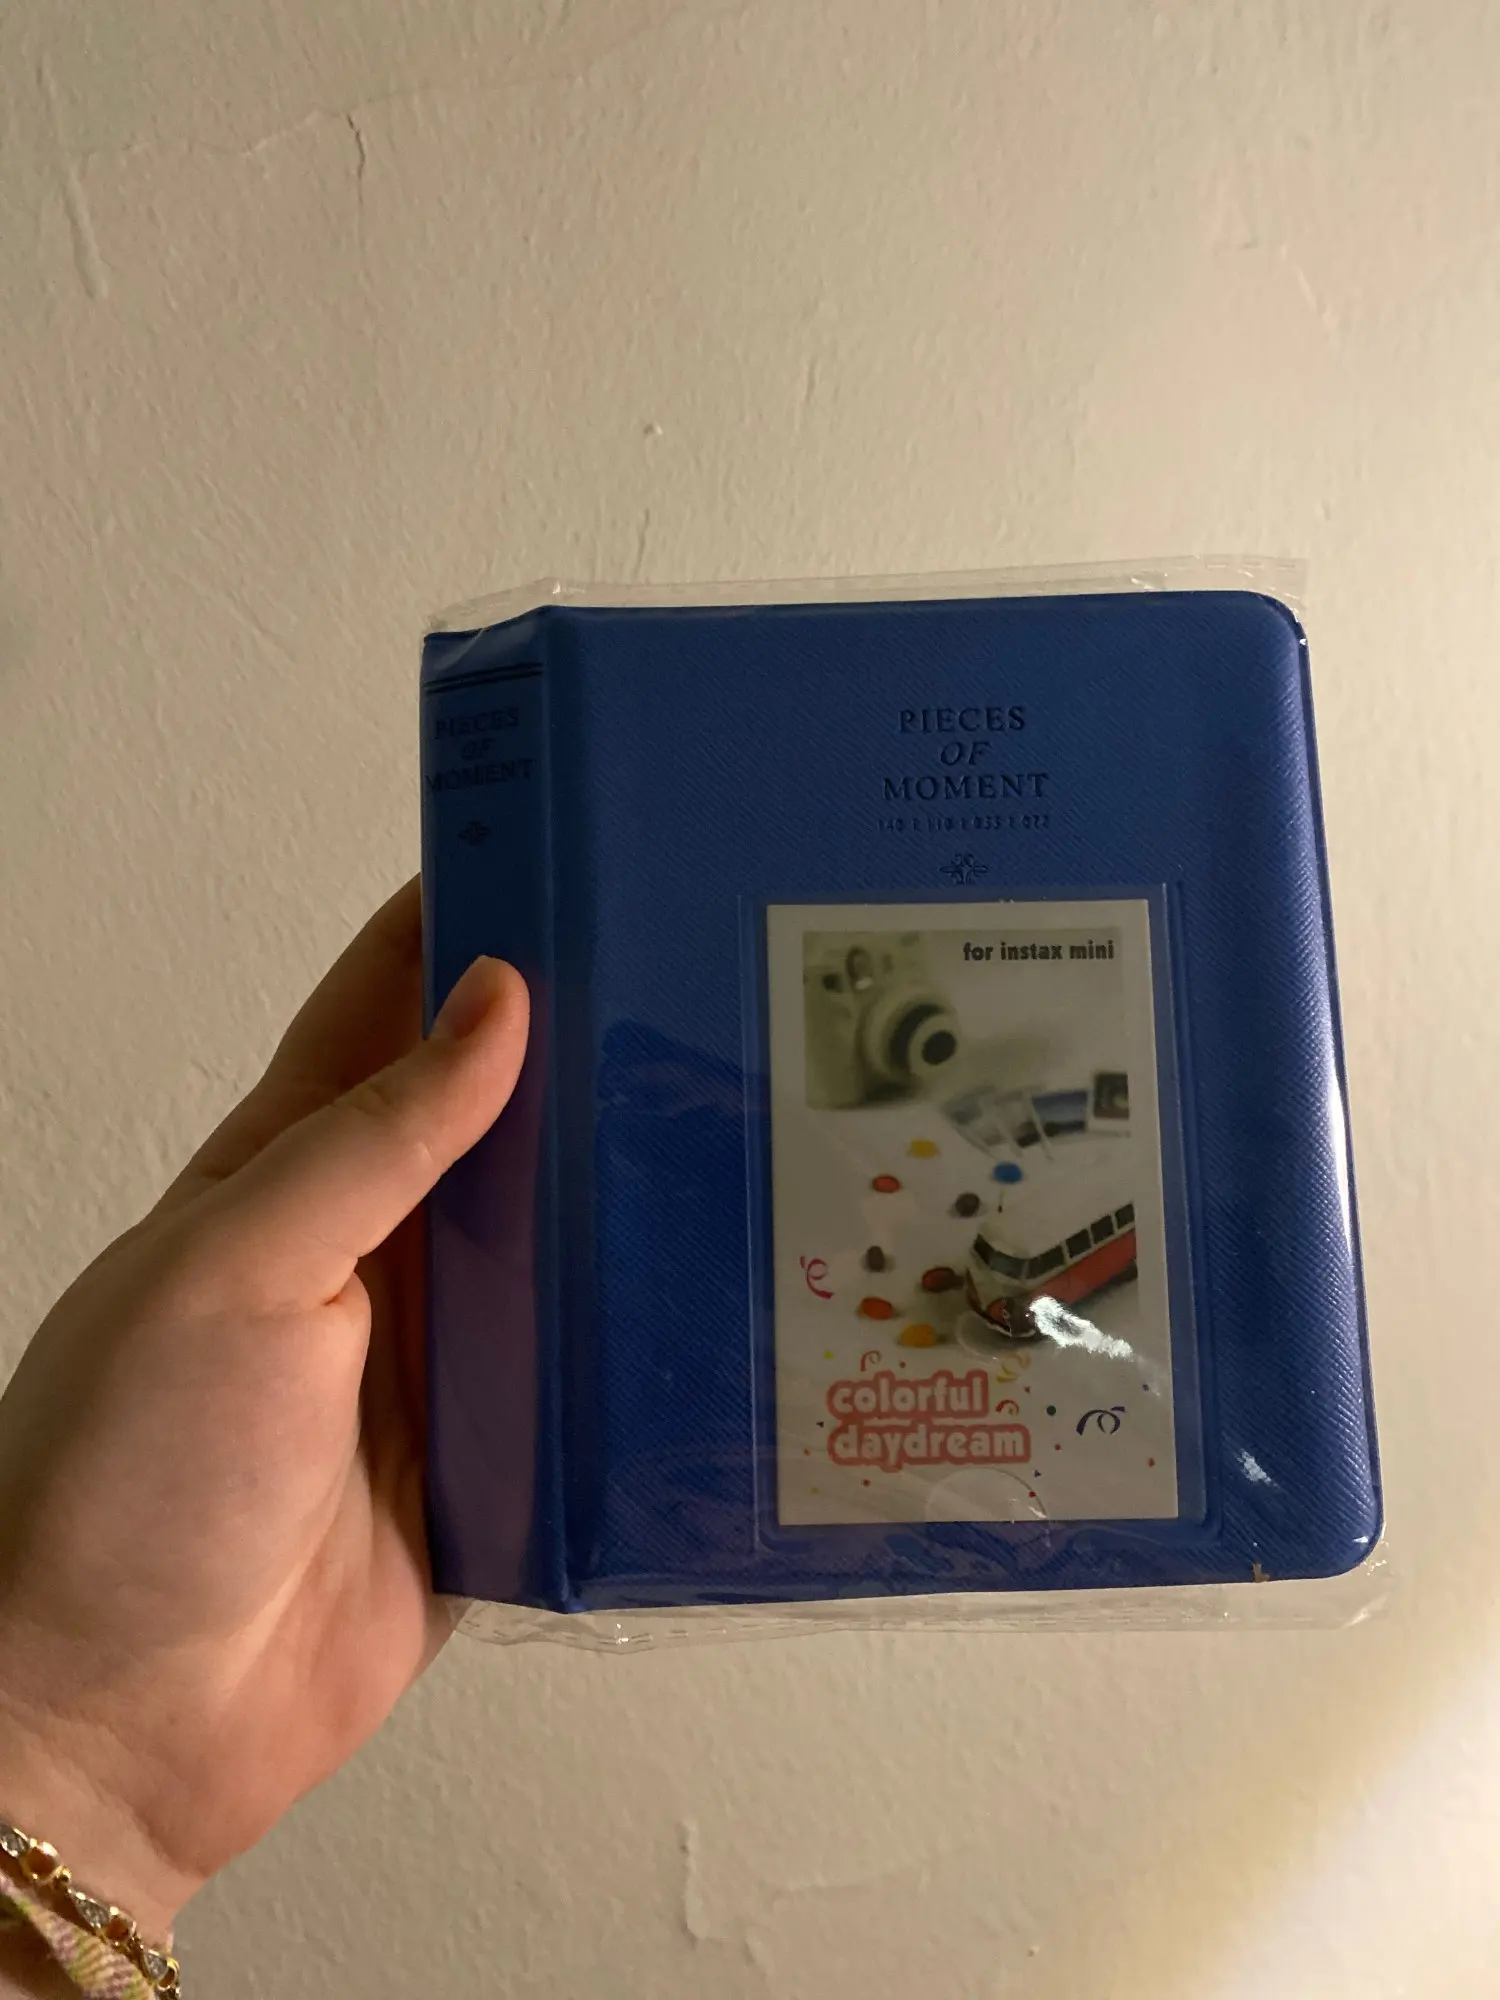 PIECES
OF
MOMENT
PIECES
OF
MOMENT
for instax mini
colorful
daydream